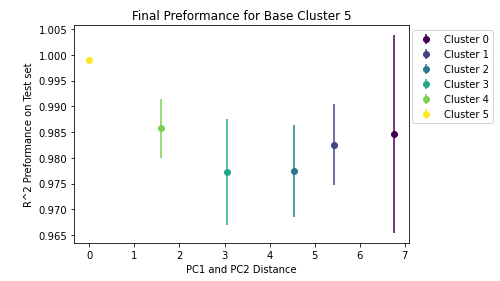 Final Preformance for Base Cluster 5
R^2 Preformance on Test set
1.005
1.000
0.995
0.990
0.985
0.980
0.975
0.970
0.965
0 1 2 3 4 5 6 7
PC1 and PC2 Distance
Cluster 0
Cluster 1
Cluster 2
Cluster 3
Cluster 4
Cluster 5